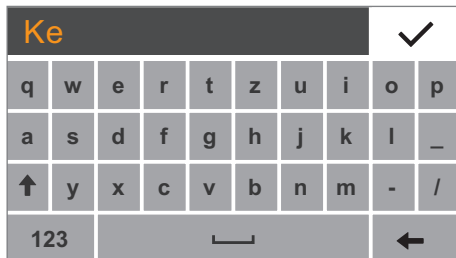 Ke
q w e r t z u i o p
a s d f g h j k l _
y x c v b n m - /
123